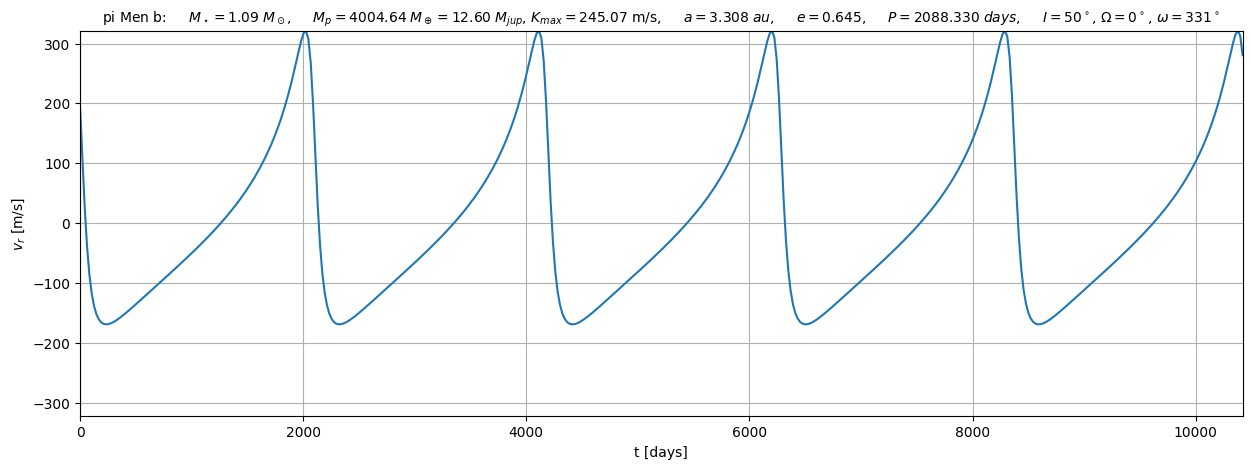 pi Men b: M⋆ = 1.09 M⊙, Mp = 4004.64 M⊕ = 12.60 Mjup, Kmax = 245.07 m/s, a = 3.308 au, e = 0.645, P = 2088.330 days, I = 50°, Ω = 0°, ω = 331°
300
200
100
0
−100
−200
−300
vr [m/s]
0 2000 4000 6000 8000 10000
t [days]